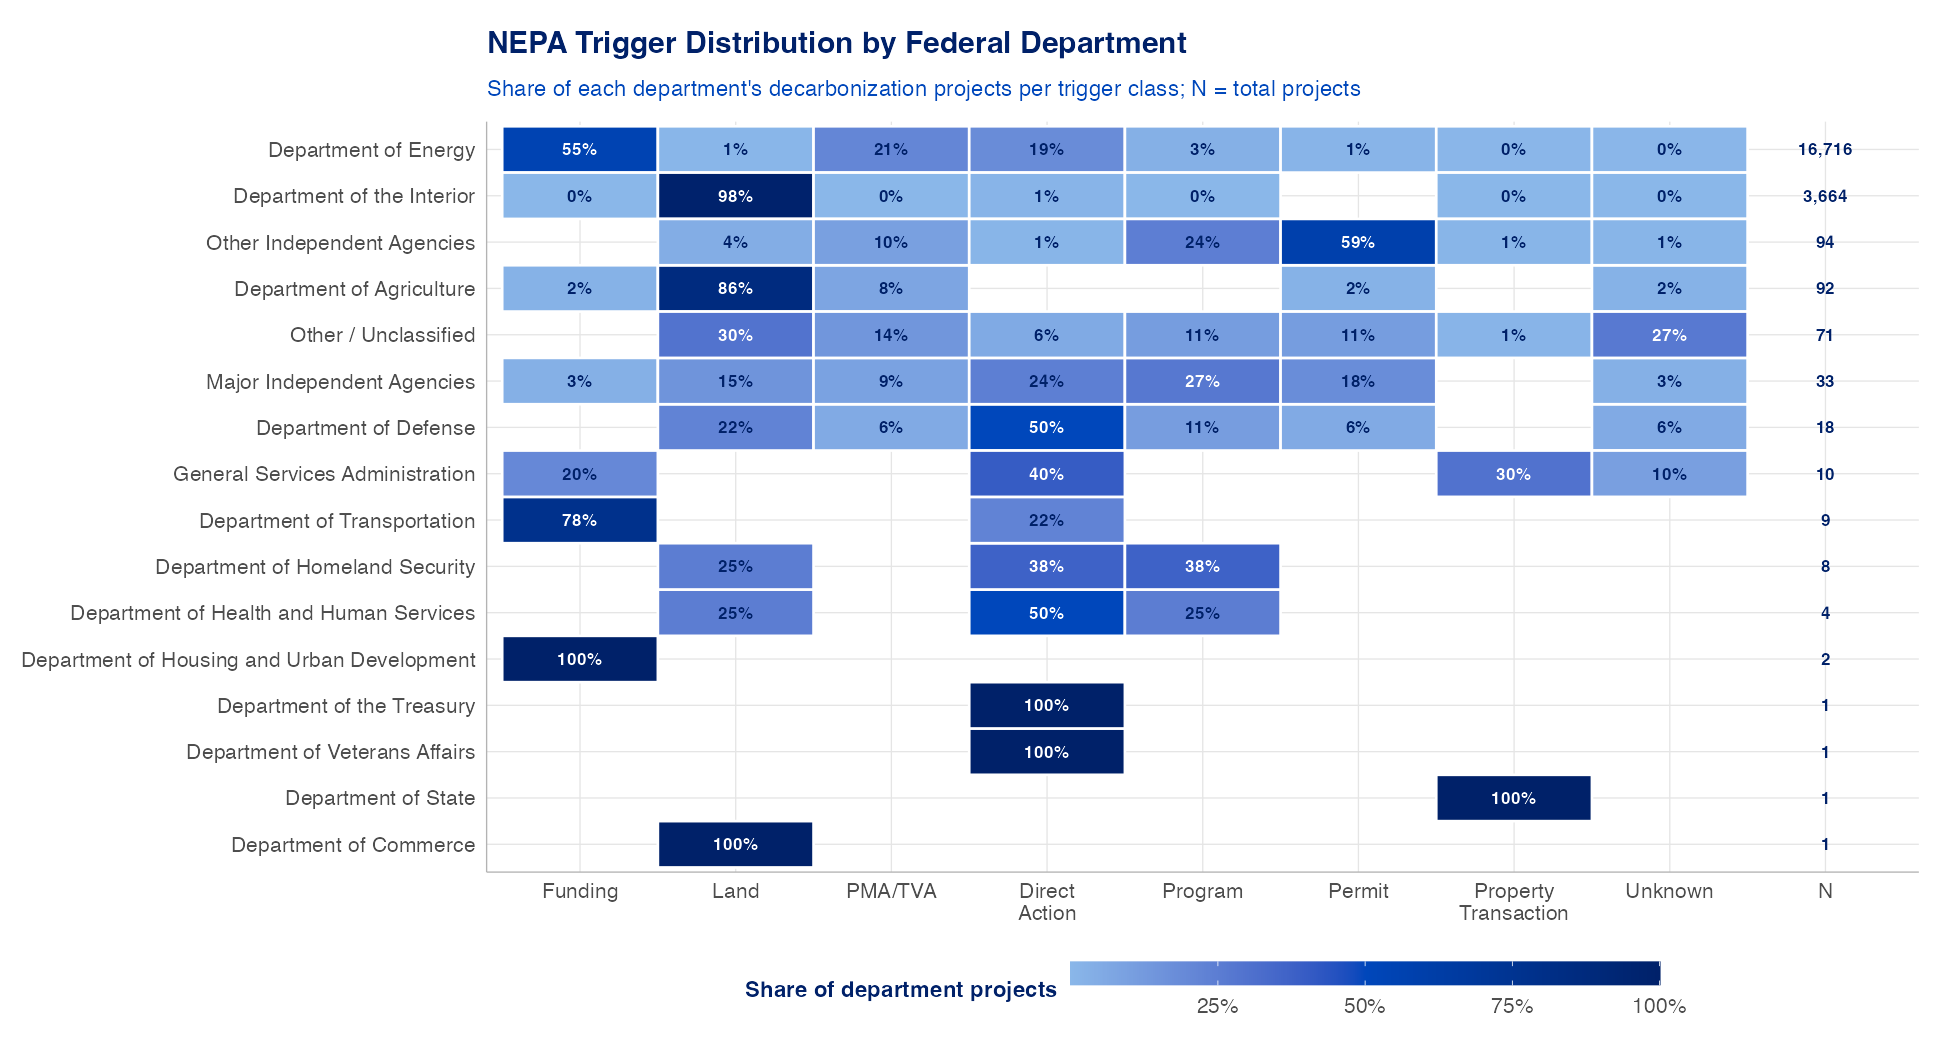 NEPA Trigger Distribution by Federal Department
Share of each department's decarbonization projects per trigger class; N = total projects
Department of Energy 55% 1% 21% 19% 3% 1% 0% 0% 16,716
Department of the Interior 0% 98% 0% 1% 0% 0% 0% 3,664
Other Independent Agencies 4% 10% 1% 24% 59% 1% 1% 94
Department of Agriculture 2% 86% 8% 2% 2% 92
Other / Unclassified 30% 14% 6% 11% 11% 1% 27% 71
Major Independent Agencies 3% 15% 9% 24% 27% 18% 3% 33
Department of Defense 22% 6% 50% 11% 6% 6% 18
General Services Administration 20% 40% 30% 10% 10
Department of Transportation 78% 22% 9
Department of Homeland Security 25% 38% 38% 8
Department of Health and Human Services 25% 50% 25% 4
Department of Housing and Urban Development 100% 2
Department of the Treasury 100% 1
Department of Veterans Affairs 100% 1
Department of State 100% 1
Department of Commerce 100% 1
Funding Land PMA/TVA Direct Program Permit Property Unknown N
Action Transaction
Share of department projects
25% 50% 75% 100%